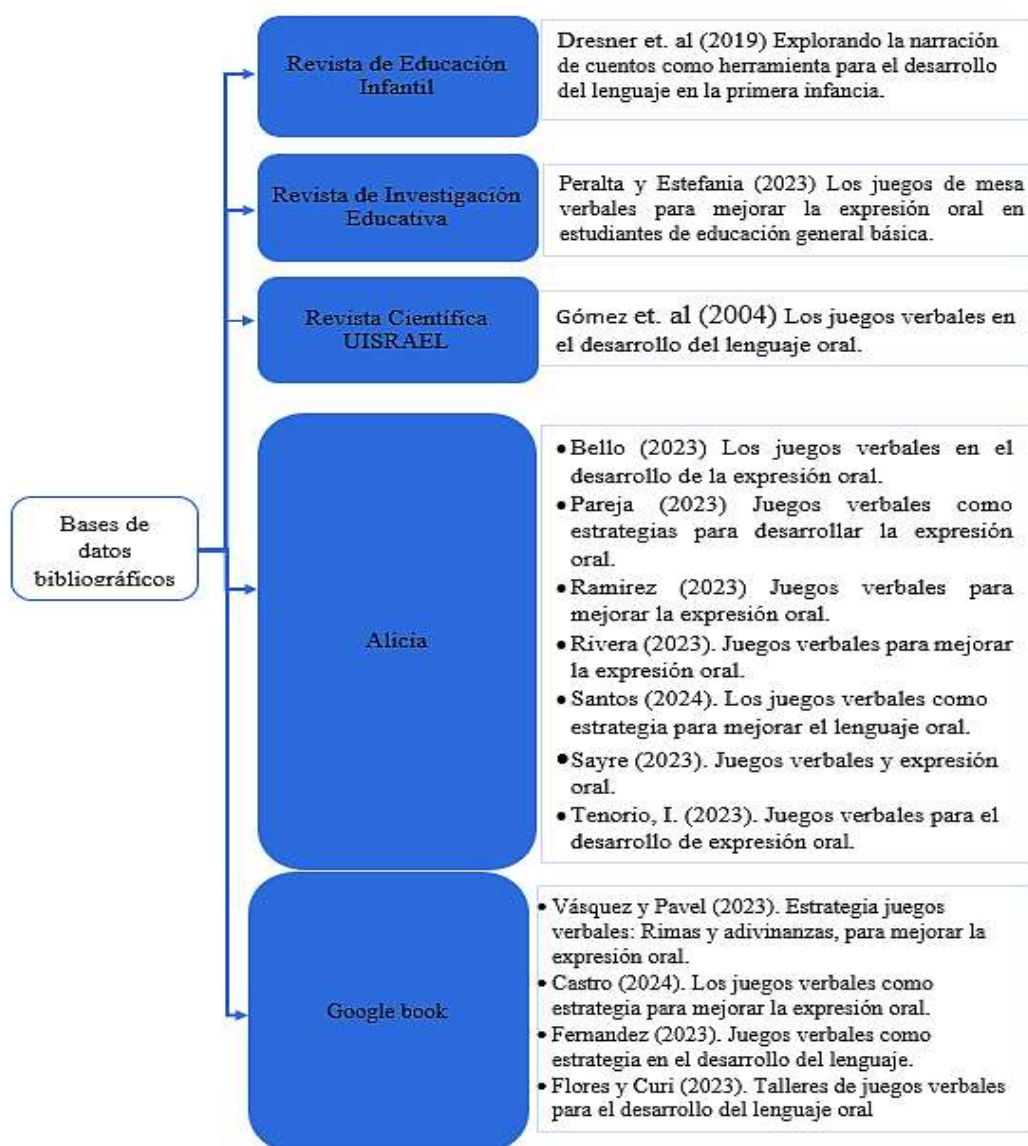 Revista de Educación
Infantil
Dresner et. al (2019) Explorando la narración
de cuentos como herramienta para el desarrollo
del lenguaje en la primera infancia.
Revista de Investigación
Educativa
Peralta y Estefania (2023) Los juegos de mesa
verbales para mejorar la expresión oral en
estudiantes de educación general básica.
Revista Científica
UISRAEL
Gómez et. al (2004) Los juegos verbales en
el desarrollo del lenguaje oral.
Bases de
datos
bibliográficos
Alicia
•Bello (2023) Los juegos verbales en el
desarrollo de la expresión oral.
•Pareja (2023) Juegos verbales como
estrategias para desarrollar la expresión
oral.
•Ramirez (2023) Juegos verbales para
mejorar la expresión oral.
•Rivera (2023). Juegos verbales para mejorar
la expresión oral.
•Santos (2024). Los juegos verbales como
estrategia para mejorar el lenguaje oral.
•Sayre (2023). Juegos verbales y expresión
oral.
•Tenorio, I. (2023). Juegos verbales para el
desarrollo de expresión oral.
Google book
• Vásquez y Pavel (2023). Estrategia juegos
verbales: Rimas y adivinanzas, para mejorar la
expresión oral.
• Castro (2024). Los juegos verbales como
estrategia para mejorar la expresión oral.
• Fernandez (2023). Juegos verbales como
estrategia en el desarrollo del lenguaje.
• Flores y Curi (2023). Talleres de juegos verbales
para el desarrollo del lenguaje oral